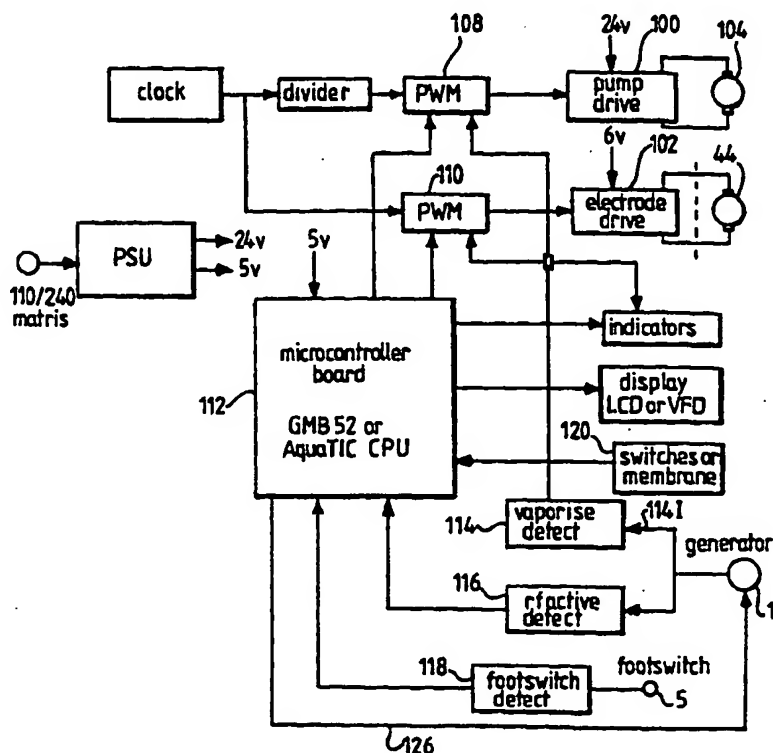 108
24v
100
104
clock
divider
PWM
pump
drive
6v
102
44
110
PWM
electrode
drive
PSU
24v
5v
5v
110/240
matris
indicators
microcontroller
board
112
GMB 52 or
AquaTIC CPU
display
LCD or VFD
120
switches or
membrane
114
vaporise
detect
114I
generator
116
rf active
detect
1
118
footswitch
detect
footswitch
5
126